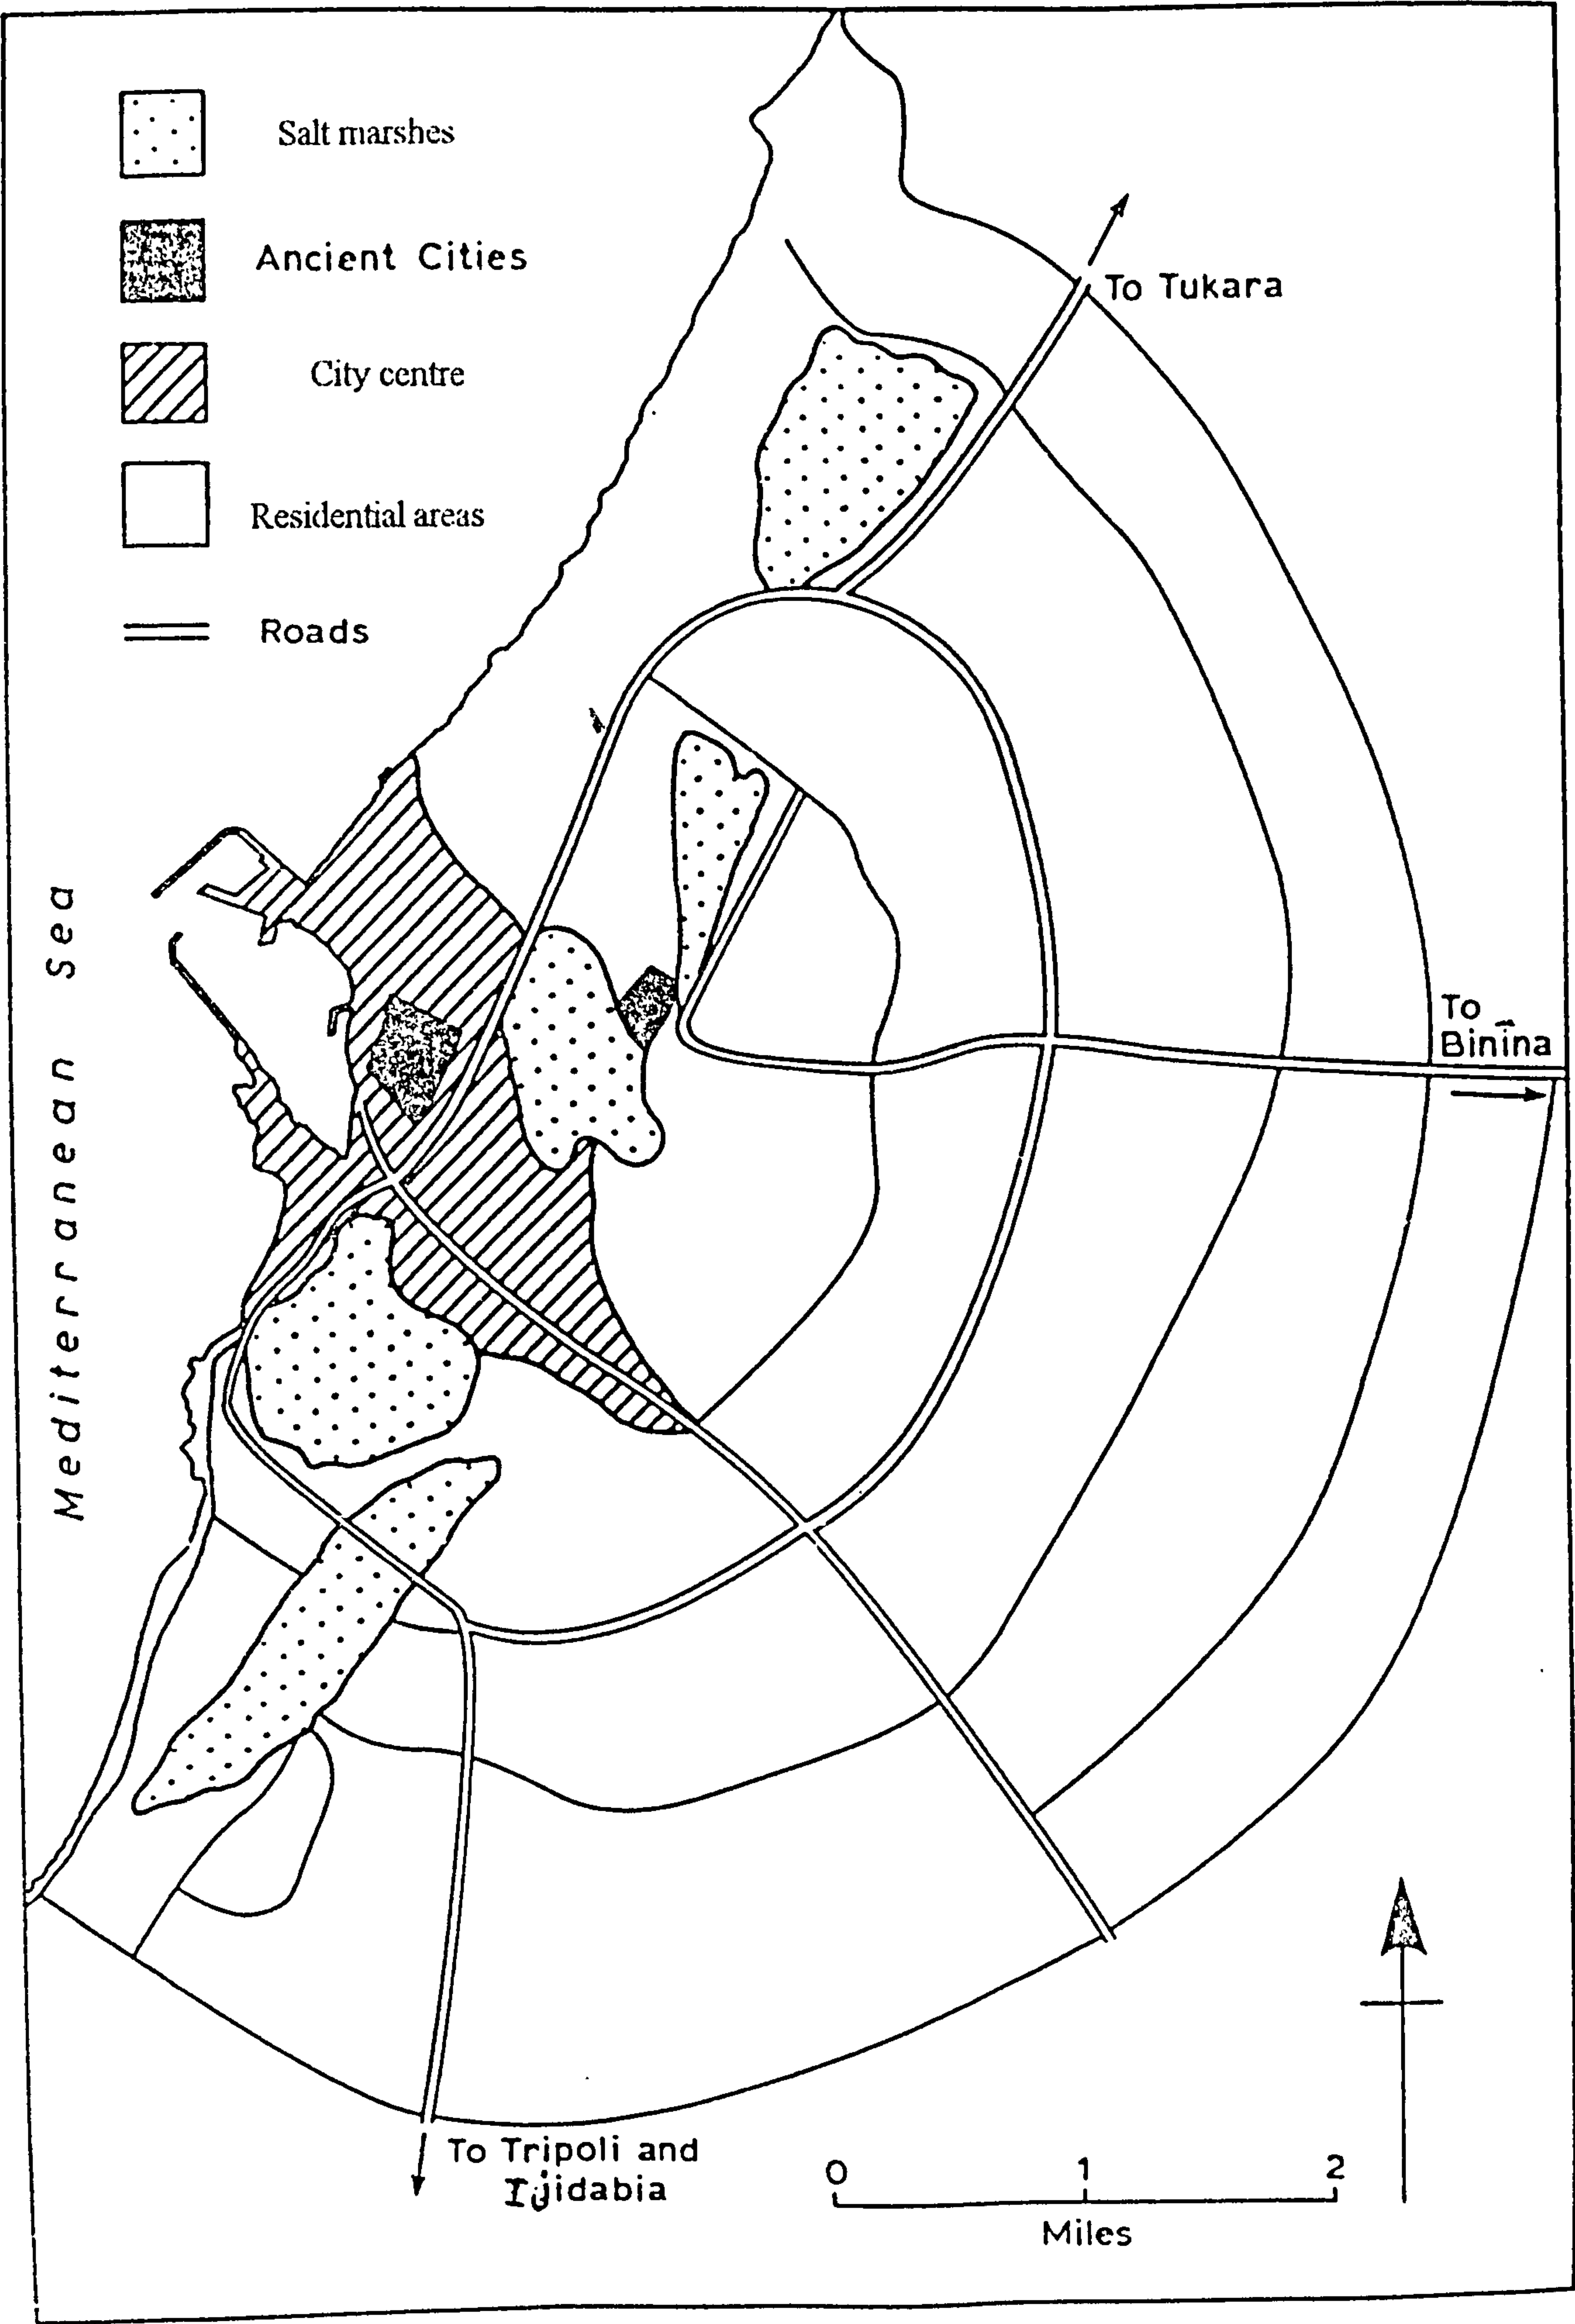 Salt marshes
Ancient Cities
City centre
Residential areas
Roads
To Tukara
Mediterranean Sea
To
Binīna
To Tripoli and
Ijidabia
0 1 2
Miles